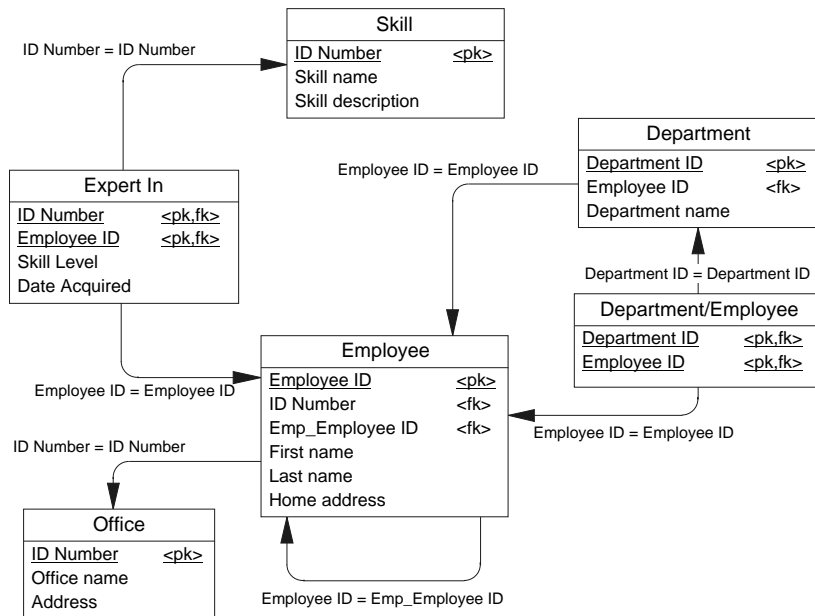 Skill
ID Number <pk>
Skill name
Skill description
ID Number = ID Number
Expert In
ID Number <pk,fk>
Employee ID <pk,fk>
Skill Level
Date Acquired
Department
Department ID <pk>
Employee ID <fk>
Department name
Employee ID = Employee ID
Department ID = Department ID
Department/Employee
Department ID <pk,fk>
Employee ID <pk,fk>
Employee
Employee ID <pk>
ID Number <fk>
Emp_Employee ID <fk>
First name
Last name
Home address
Employee ID = Employee ID
Employee ID = Employee ID
ID Number = ID Number
Office
ID Number <pk>
Office name
Address
Employee ID = Emp_Employee ID